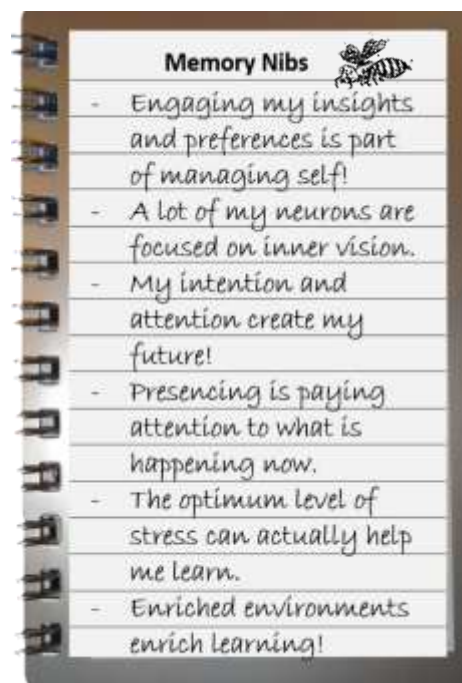 Memory Nibs
- Engaging my insights
and preferences is part
of managing self!
- A lot of my neurons are
focused on inner vision.
- My intention and
attention create my
future!
- Presencing is paying
attention to what is
happening now.
- The optimum level of
stress can actually help
me learn.
- Enriched environments
enrich learning!